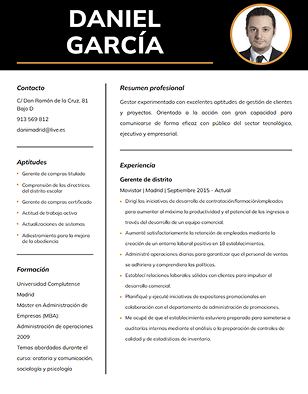 DANIEL
GARCÍA
Contacto
C/ Don Ramón de la Cruz, 81
Bajo D
913 569 812
danimadrid@live.es
Aptitudes
Gerente de compras titulado
Comprensión de las directrices
del distrito escolar
Gerente de compras certificado
Actitud de trabajo activa
Actualizaciones de sistemas
Adiestramiento para la mejora
de la obediencia
Formación
Universidad Complutense
Madrid
Máster en Administración de
Empresas (MBA):
Administración de operaciones
2009
Temas abordados durante el
curso: oratoria y comunicación,
sociología y psicología
Resumen profesional
Gestor experimentado con excelentes aptitudes de gestión de clientes
y proyectos. Orientado a la acción con gran capacidad para
comunicarse de forma eficaz con público del sector tecnológico,
ejecutivo y empresarial.
Experiencia
Gerente de distrito
Movistar | Madrid | Septiembre 2015 - Actual
Dirigí las iniciativas de desarrollo de contratación/formación/empleados
para aumentar al máximo la productividad y el potencial de los ingresos a
través del desarrollo de un equipo comercial.
Aumenté satisfactoriamente la retención de empleados mediante la
creación de un entorno laboral positivo en 18 establecimientos.
Administré operaciones diarias para garantizar que el personal de ventas
se adhiriera y comprendiera las políticas.
Establecí relaciones laborales sólidas con clientes para impulsar el
desarrollo comercial.
Planifiqué y ejecuté iniciativas de expositores promocionales en
colaboración con el departamento de administración de promociones.
Me ocupé de que el establecimiento estuviera preparado para someterse a
auditorías internas mediante el análisis o la preparación de controles de
calidad y de estadísticas de inventario.